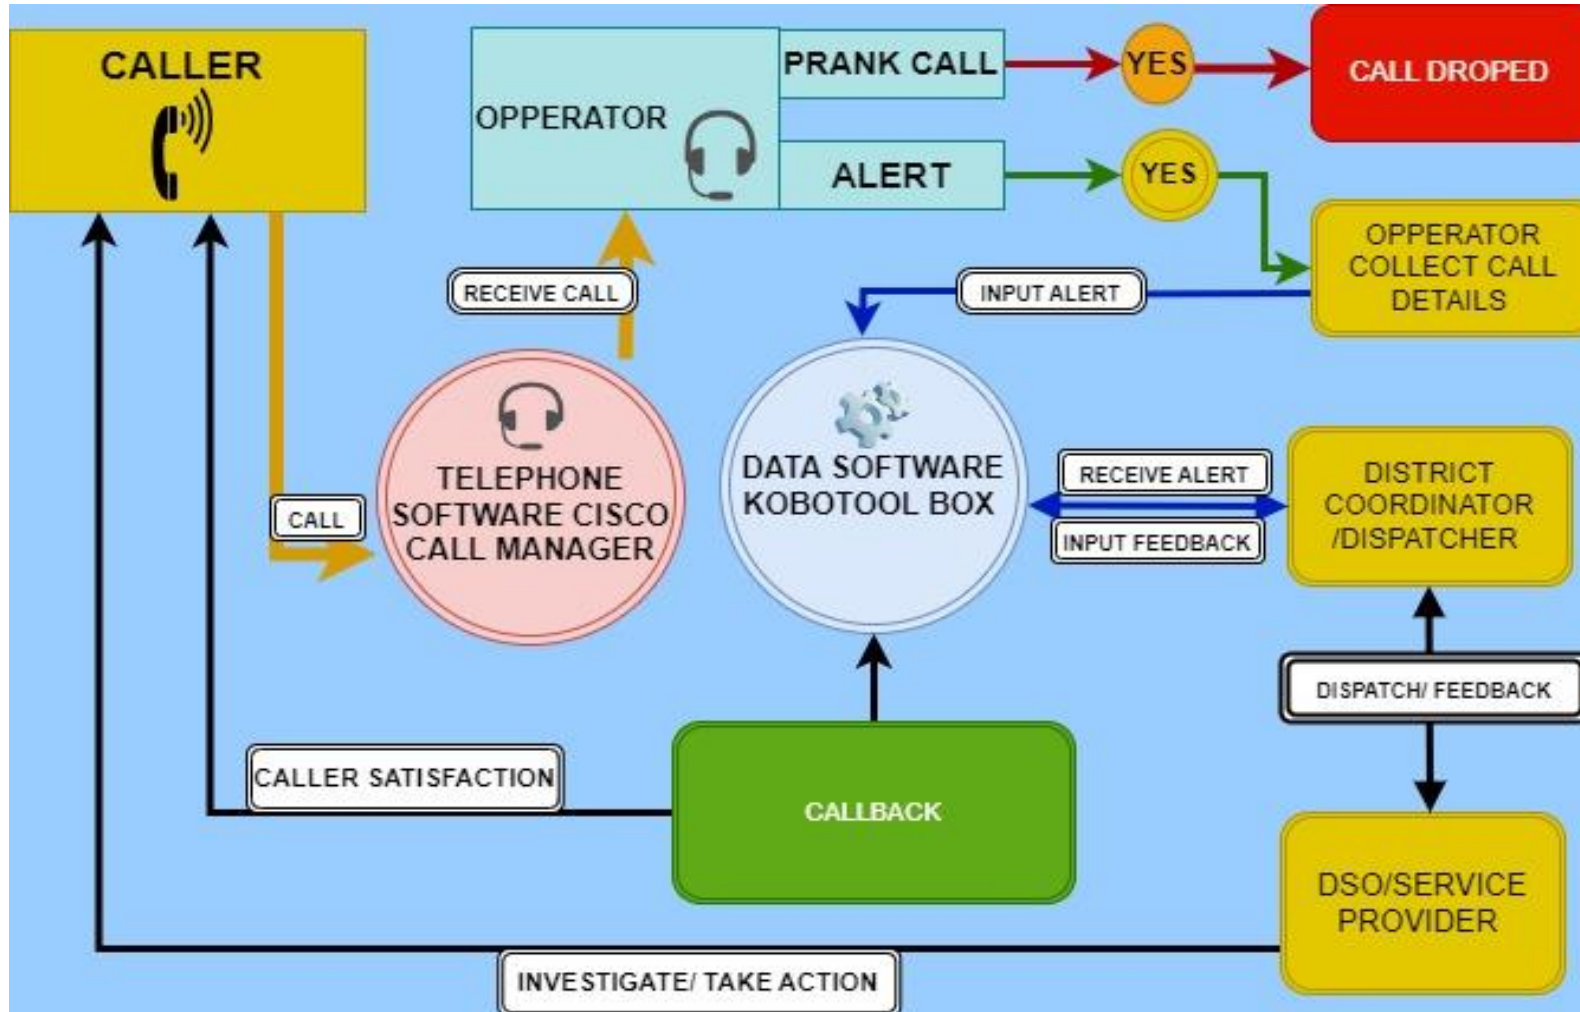 CALLER
OPPERATOR
PRANK CALL
YES
CALL DROPED
ALERT
YES
OPPERATOR
COLLECT CALL
DETAILS
RECEIVE CALL
INPUT ALERT
TELEPHONE
SOFTWARE CISCO
CALL MANAGER
CALL
DATA SOFTWARE
KOBOTOOL BOX
RECEIVE ALERT
INPUT FEEDBACK
DISTRICT
COORDINATOR
/DISPATCHER
DISPATCH/ FEEDBACK
CALLER SATISFACTION
CALLBACK
DSO/SERVICE
PROVIDER
INVESTIGATE/ TAKE ACTION